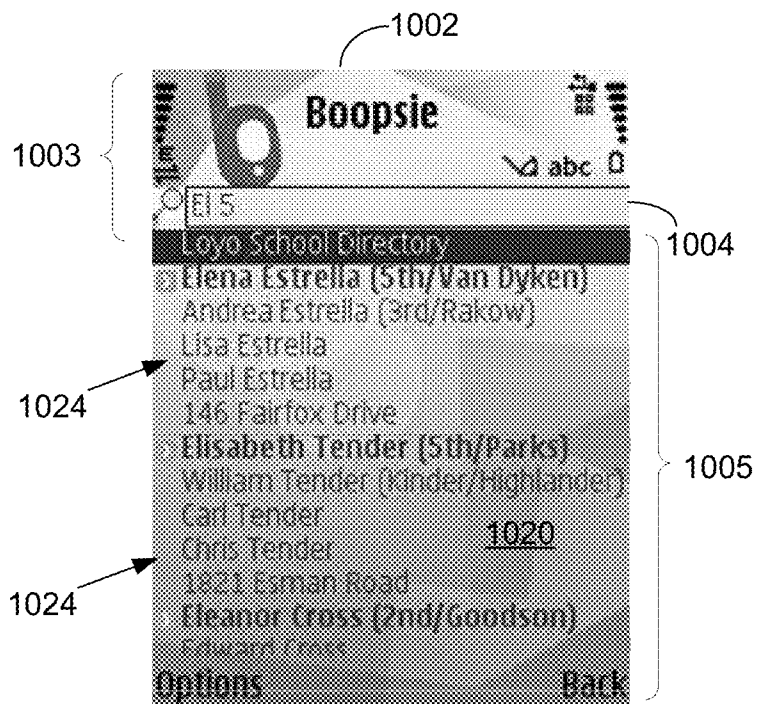 1002
1003
Boopsie
abc
El 5
1004
Loyo School Directory
Elena Estrella (5th/Van Dyken)
Andrea Estrella (3rd/Rakow)
Lisa Estrella
1024
Paul Estrella
146 Fairfox Drive
Elisabeth Tender (5th/Parks)
1005
William Tender (Kinder/Highlander)
Carl Tender
1020
Chris Tender
1024
1821 Esman Road
Eleanor Cross (2nd/Goodson)
Edward Cross
Options
Back